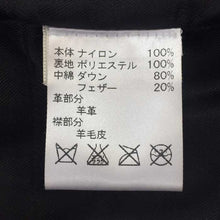 本体 ナイロン 100%
裏地 ポリエステル 100%
中綿 ダウン 80%
フェザー 20%
革部分
羊革
襟部分
羊毛皮